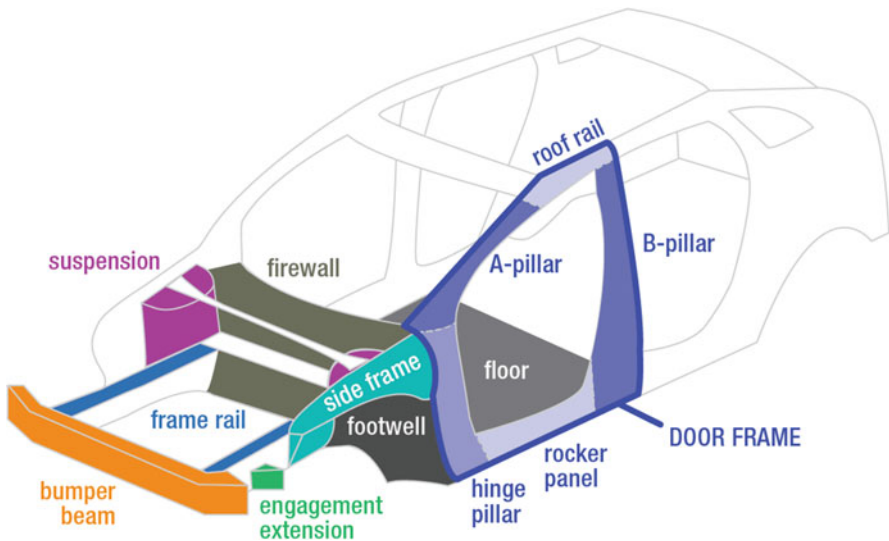 roof rail
suspension
firewall
A-pillar
B-pillar
side frame
floor
frame rail
footwell
DOOR FRAME
rocker
panel
bumper
beam
engagement
extension
hinge
pillar